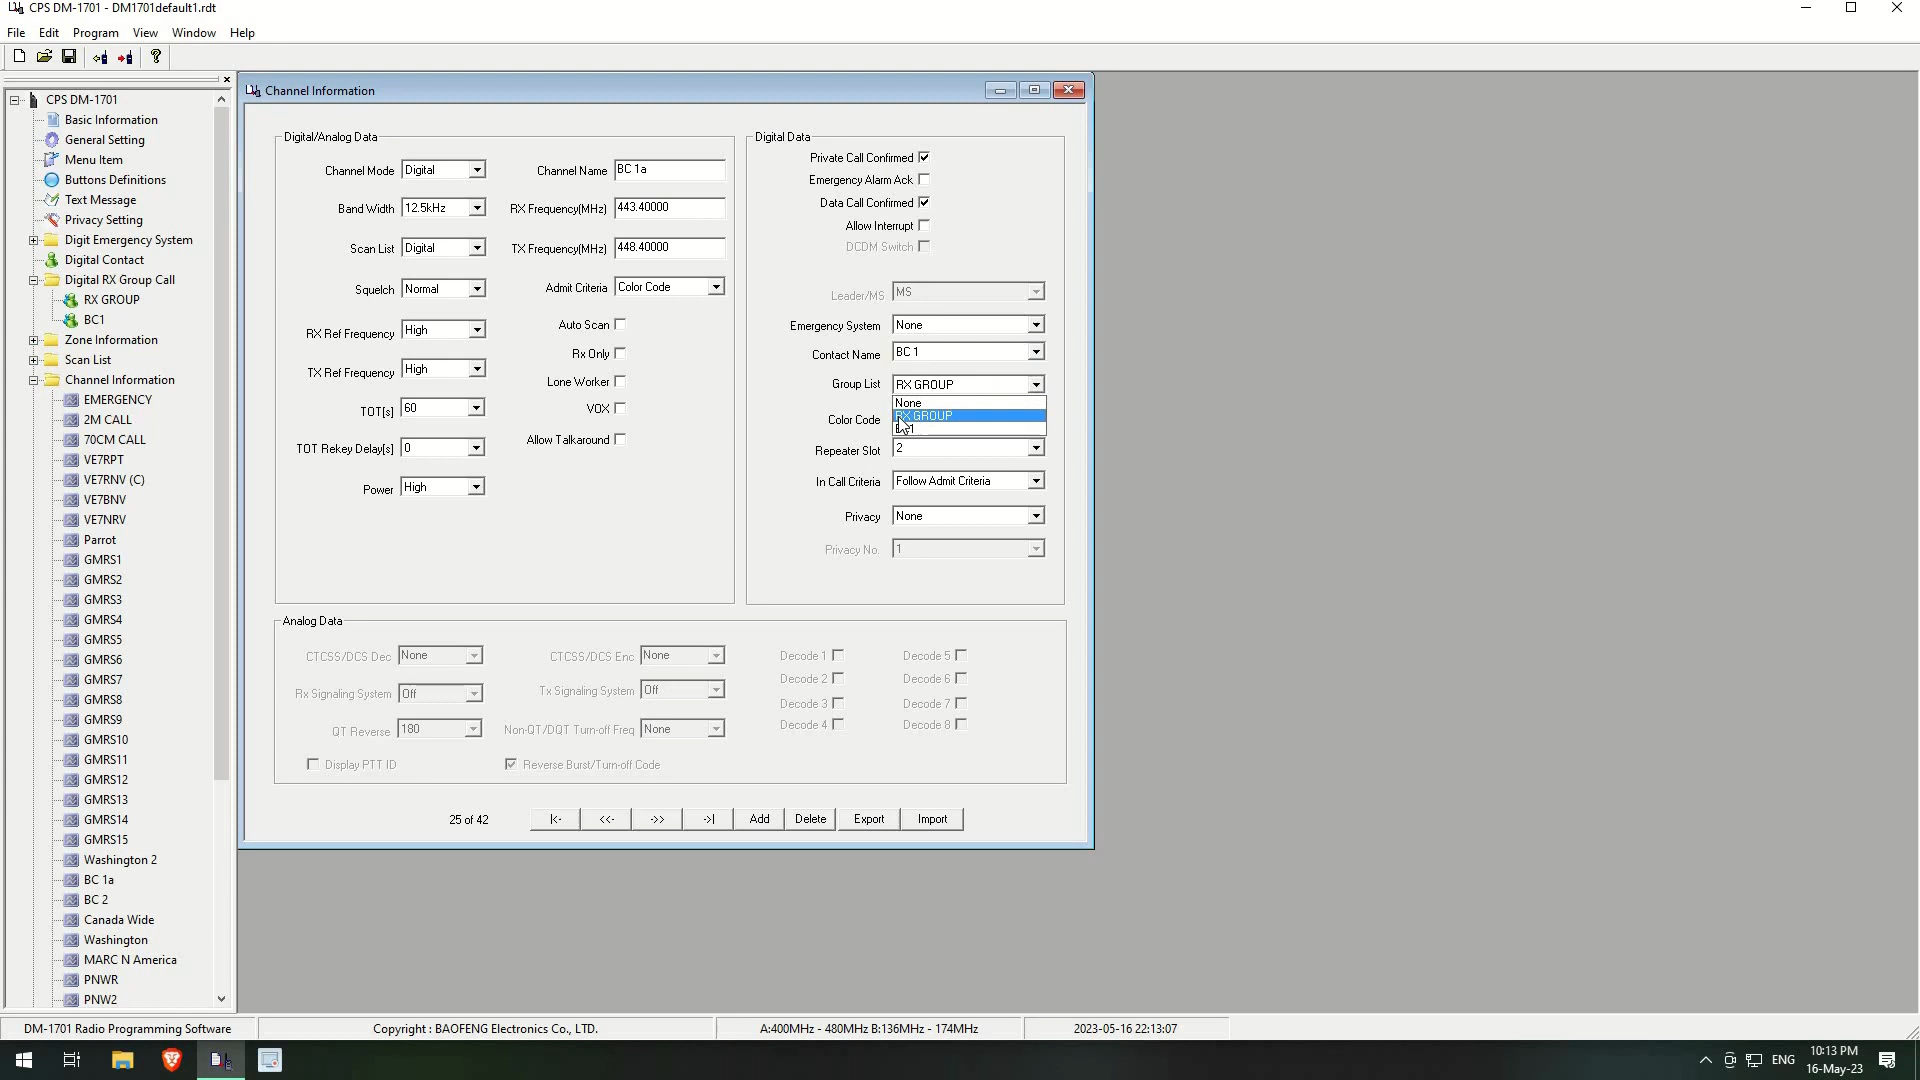 CPS DM-1701 - DM1701default1.rdt
File Edit Program View Window Help
CPS DM-1701
Basic Information
General Setting
Menu Item
Buttons Definitions
Text Message
Privacy Setting
Digit Emergency System
Digital Contact
Digital RX Group Call
RX GROUP
BC1
Zone Information
Scan List
Channel Information
EMERGENCY
2M CALL
70CM CALL
VE7RPT
VE7RNV (C)
VE7BNV
VE7NRV
Parrot
GMRS1
GMRS2
GMRS3
GMRS4
GMRS5
GMRS6
GMRS7
GMRS8
GMRS9
GMRS10
GMRS11
GMRS12
GMRS13
GMRS14
GMRS15
Washington 2
BC 1a
BC 2
Canada Wide
Washington
MARC N America
PNWR
PNW2
Channel Information
Digital/Analog Data
Channel Mode Digital
Channel Name BC 1a
Band Width 12.5kHz
RX Frequency(MHz) 443.40000
Scan List Digital
TX Frequency(MHz) 448.40000
Squelch Normal
Admit Criteria Color Code
RX Ref Frequency High
Auto Scan
Rx Only
TX Ref Frequency High
Lone Worker
TOT[s] 60
VOX
TOT Rekey Delay[s] 0
Allow Talkaround
Power High
Digital Data
Private Call Confirmed
Emergency Alarm Ack
Data Call Confirmed
Allow Interrupt
DCDM Switch
Leader/MS MS
Emergency System None
Contact Name BC 1
Group List RX GROUP
None
RX GROUP
Color Code
Repeater Slot 2
In Call Criteria Follow Admit Criteria
Privacy None
Privacy No. 1
Analog Data
CTCSS/DCS Dec None
CTCSS/DCS Enc None
Decode 1
Decode 5
Rx Signaling System Off
Tx Signaling System Off
Decode 2
Decode 6
Decode 3
Decode 7
QT Reverse 180
Non-QT/DQT Turn-off Freq None
Decode 4
Decode 8
Display PTT ID
Reverse Burst/Turn-off Code
25 of 42
|<- <<- ->> ->| Add Delete Export Import
DM-1701 Radio Programming Software
Copyright : BAOFENG Electronics Co., LTD.
A:400MHz - 480MHz B:136MHz - 174MHz
2023-05-16 22:13:07
ENG
10:13 PM
16-May-23